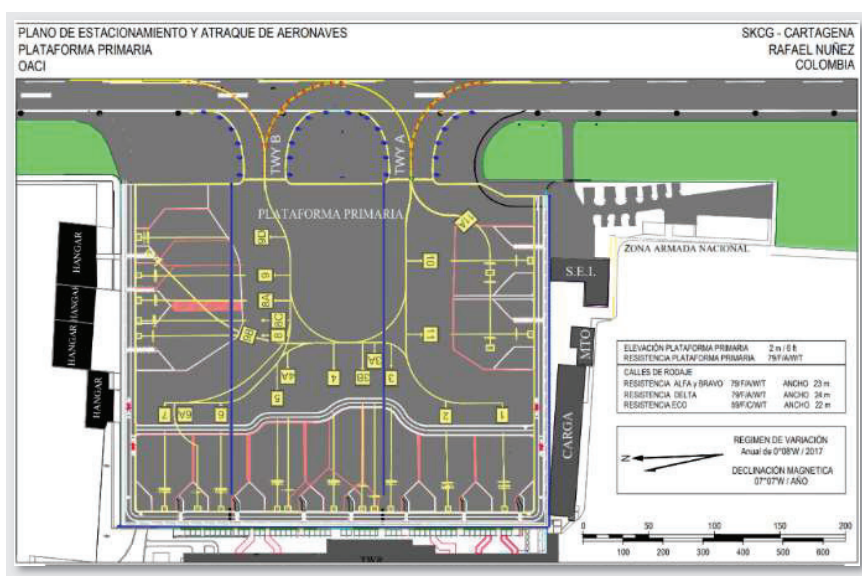 PLANO DE ESTACIONAMIENTO Y ATRAQUE DE AERONAVES
PLATAFORMA PRIMARIA
OACI
SKCG - CARTAGENA
RAFAEL NUÑEZ
COLOMBIA
TWY B
TWY A
PLATAFORMA PRIMARIA
11A
9C
9
8A
8C
8
8B
10
11
3A
3B
3
4
4A
5
6
6A
7
2
1
HANGAR
HANGAR
HANGAR
HANGAR
ZONA ARMADA NACIONAL
S.E.I.
MTO
CARGA
TWR
ELEVACIÓN PLATAFORMA PRIMARIA 2 m / 6 ft
RESISTENCIA PLATAFORMA PRIMARIA 79/F/A/W/T
CALLES DE RODAJE
RESISTENCIA ALFA y BRAVO 79/F/A/W/T ANCHO 23 m
RESISTENCIA DELTA 79/F/A/W/T ANCHO 24 m
RESISTENCIA ECO 99/F/C/W/T ANCHO 22 m
REGIMEN DE VARIACIÓN
Anual de 0°08'W / 2017
DECLINACIÓN MAGNETICA
07°07'W / AÑO
N
0 50 100 150 200
100 200 300 400 500 600